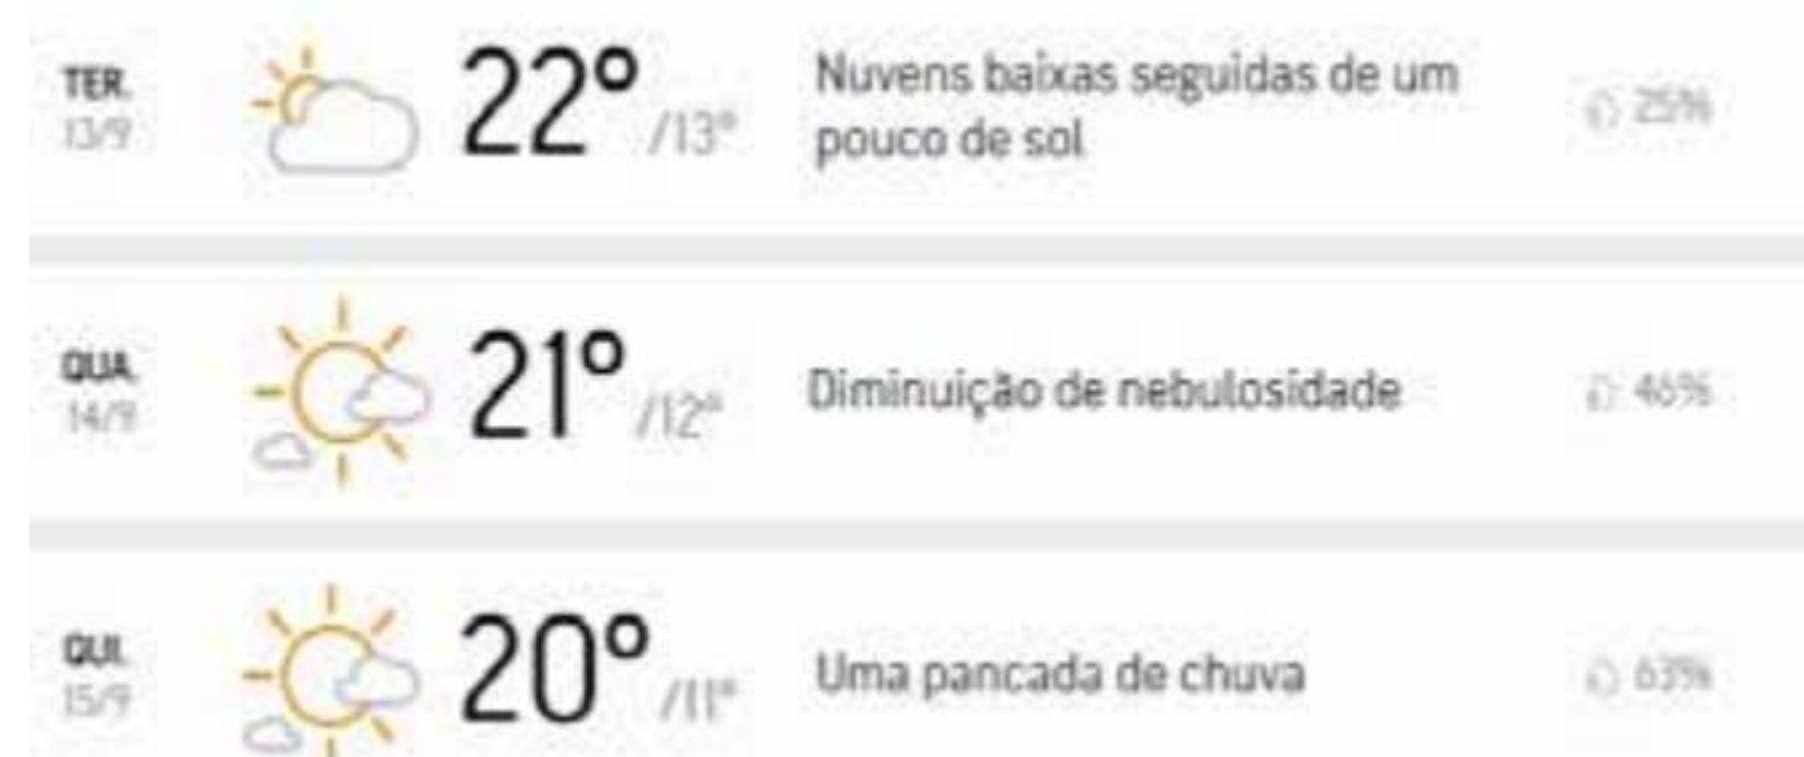 TER.
13/9
22°
/13°
Nuvens baixas seguidas de um
pouco de sol
25%
QUA.
14/9
21°
/12°
Diminuição de nebulosidade
46%
QUI.
15/9
20°
/11°
Uma pancada de chuva
63%